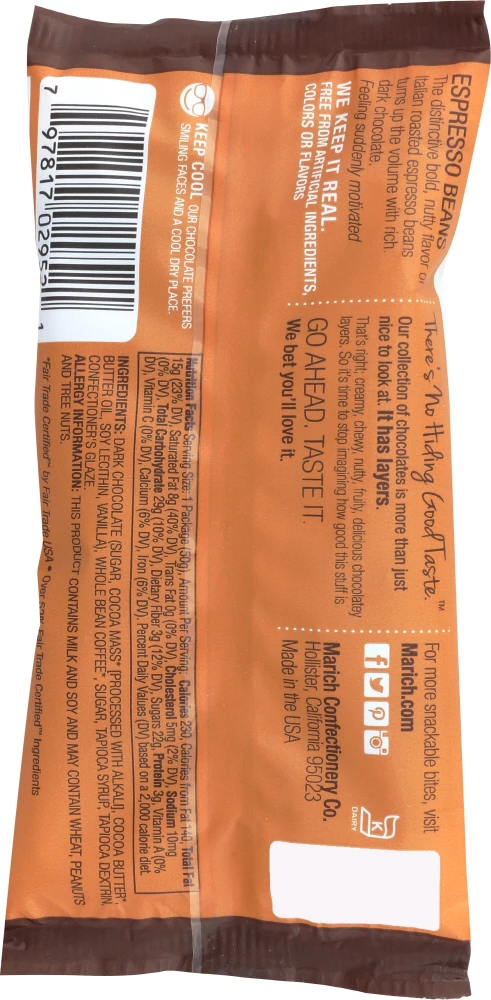 ESPRESSO BEANS
The distinctive bold, nutty flavor of
Italian roasted espresso beans
turns up the volume with rich
dark chocolate.
Feeling suddenly motivated
WE KEEP IT REAL.
FREE FROM ARTIFICIAL INGREDIENTS,
COLORS OR FLAVORS
KEEP COOL OUR CHOCOLATE PREFERS
SMILING FACES AND A COOL DRY PLACE.
7 97817 02952 1
There's No Hiding Good Taste.™
Our collection of chocolates is more than just
nice to look at. It has layers.
That's right; creamy, chewy, nutty, fruity, delicious chocolatey
layers. So it's time to stop imagining how good this stuff is
GO AHEAD. TASTE IT.
We bet you'll love it.
For more snackable bites, visit
Marich.com
Marich Confectionery Co.
Hollister, California 95023
Made in the USA
K
DAIRY
Nutrition Facts Serving Size: 1 Package (50g), Amount Per Serving: Calories 230, Calories from Fat 140, Total Fat
15g (23% DV), Saturated Fat 8g (40% DV), Trans Fat 0g (0% DV), Cholesterol 5mg (2% DV), Sodium 10mg
(0% DV), Total Carbohydrate 29g (10% DV), Dietary Fiber 3g (12% DV), Sugars 22g, Protein 3g, Vitamin A (0%
DV), Vitamin C (0% DV), Calcium (6% DV), Iron (6% DV). Percent Daily Values (DV) based on a 2,000 calorie diet.
INGREDIENTS: DARK CHOCOLATE (SUGAR, COCOA MASS* [PROCESSED WITH ALKALI], COCOA BUTTER*,
BUTTER OIL, SOY LECITHIN, VANILLA), WHOLE BEAN COFFEE*, SUGAR, TAPIOCA SYRUP, TAPIOCA DEXTRIN,
CONFECTIONER'S GLAZE.
ALLERGY INFORMATION: THIS PRODUCT CONTAINS MILK AND SOY AND MAY CONTAIN WHEAT, PEANUTS
AND TREE NUTS.
*Fair Trade Certified™ by Fair Trade USA • Over 50% Fair Trade Certified™ Ingredients